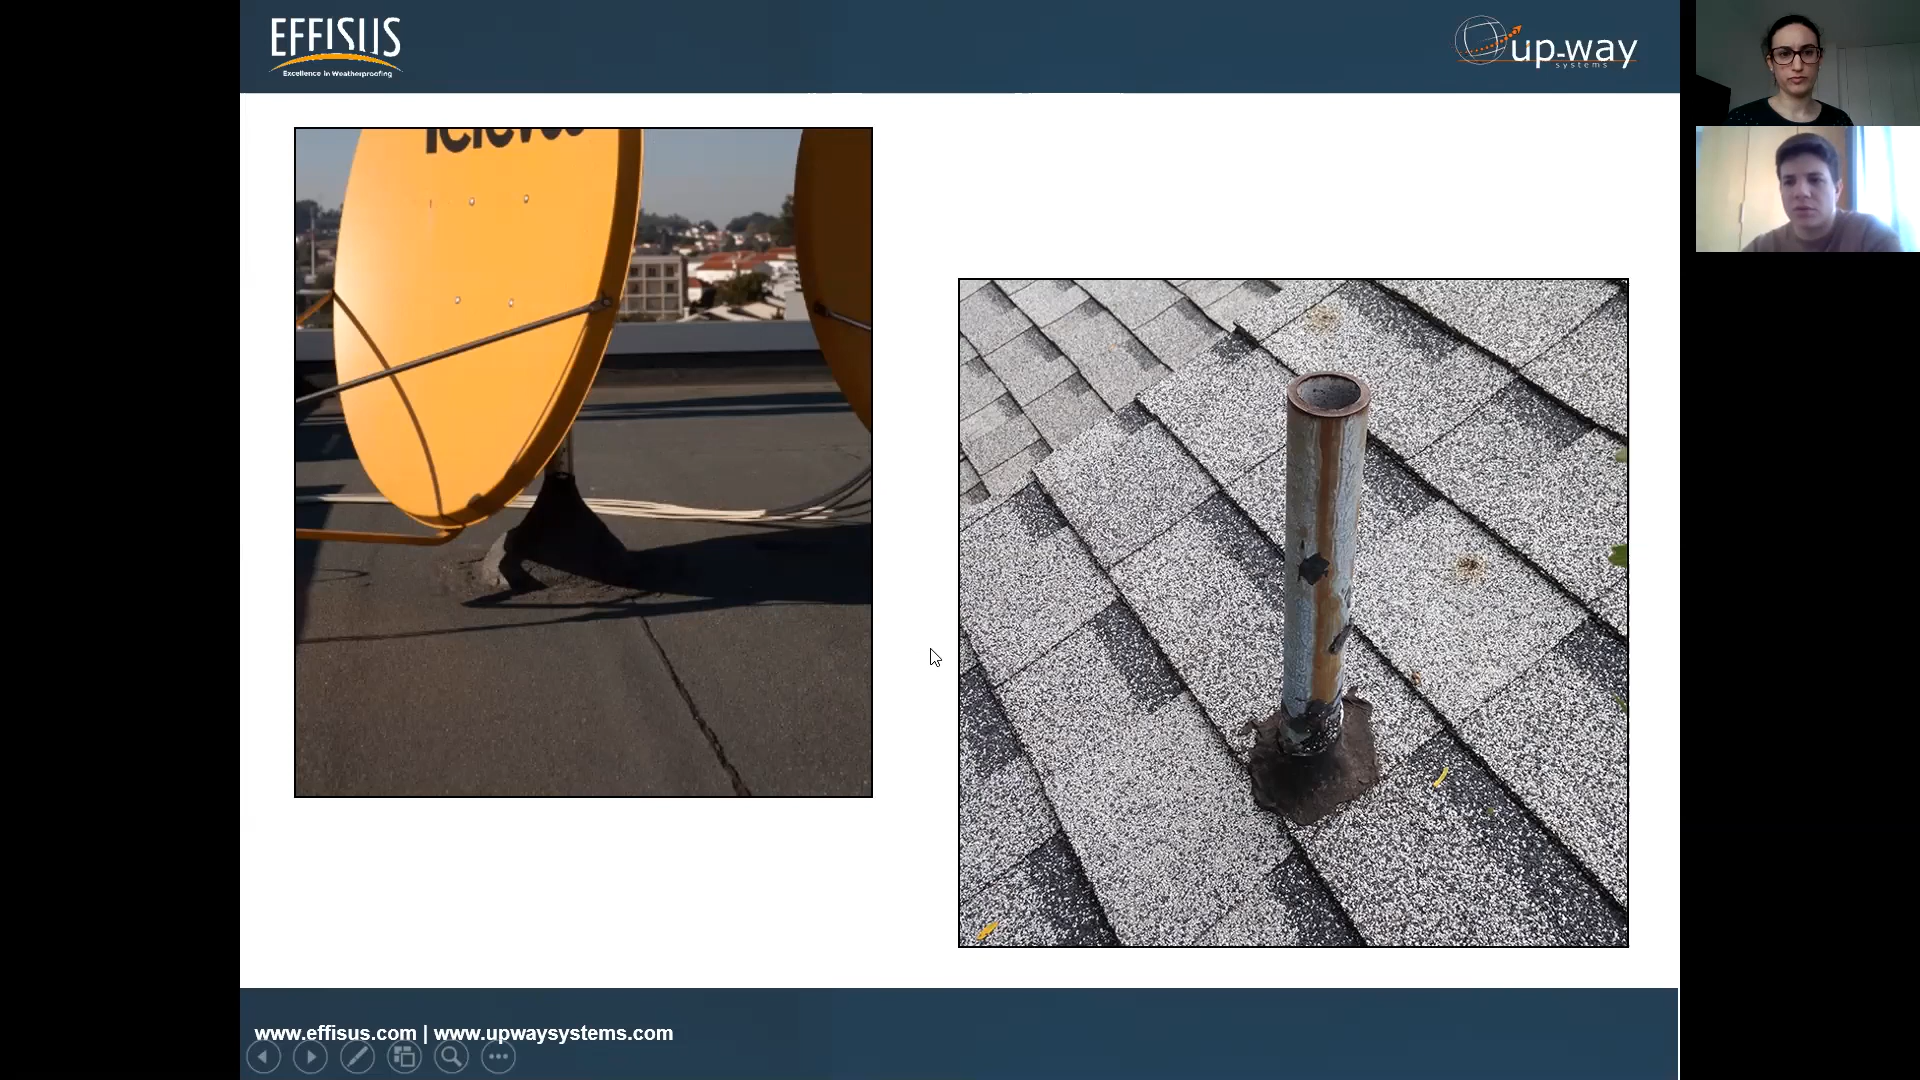 EFFISUS
Excellence in Weatherproofing
up-way
systems
www.effisus.com | www.upwaysystems.com